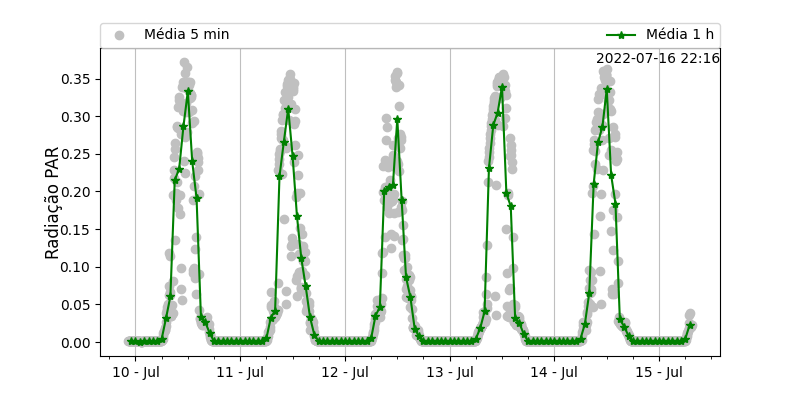 Média 5 min
Média 1 h
2022-07-16 22:16
Radiação PAR
0.35
0.30
0.25
0.20
0.15
0.10
0.05
0.00
10 - Jul
11 - Jul
12 - Jul
13 - Jul
14 - Jul
15 - Jul